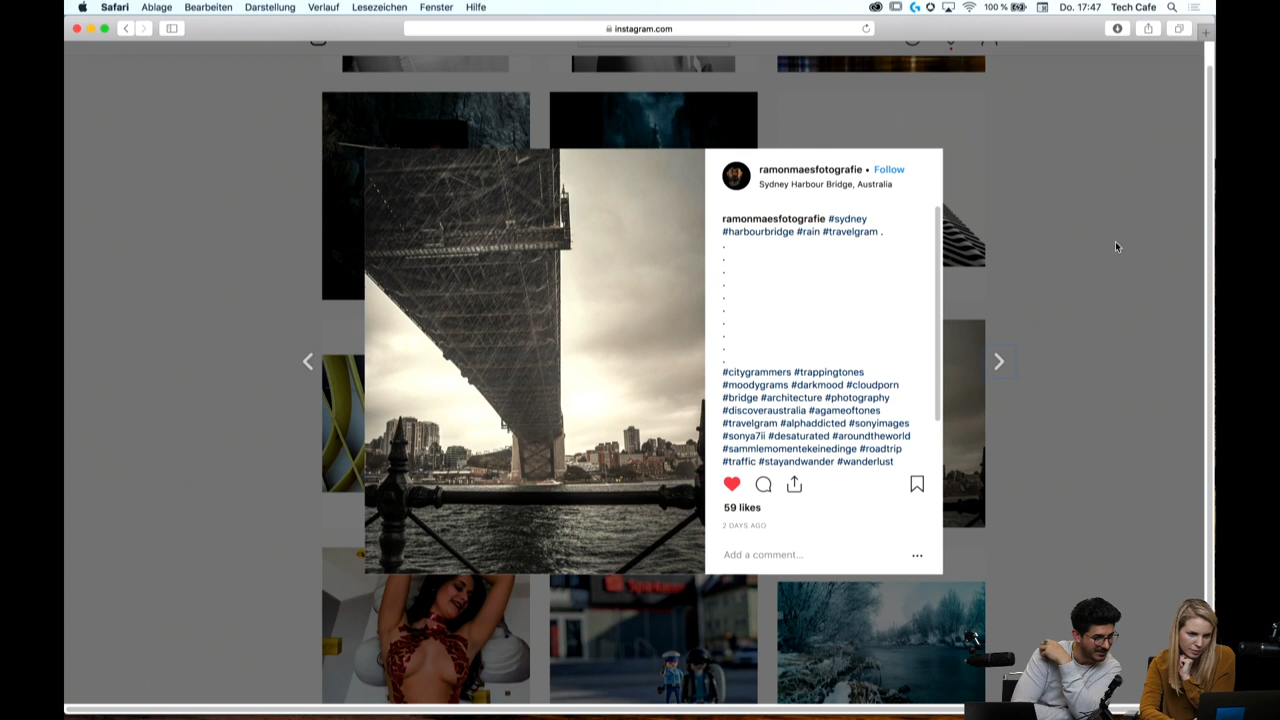 Safari Ablage Bearbeiten Darstellung Verlauf Lesezeichen Fenster Hilfe 100 % Do. 17:47 Tech Cafe
instagram.com
ramonmaesfotografie • Follow
Sydney Harbour Bridge, Australia
ramonmaesfotografie #sydney
#harbourbridge #rain #travelgram .
.
.
.
.
.
.
.
.
.
.
#citygrammers #trappingtones
#moodygrams #darkmood #cloudporn
#bridge #architecture #photography
#discoveraustralia #agameoftones
#travelgram #alphaddicted #sonyimages
#sonya7ii #desaturated #aroundtheworld
#sammlemomentekeinedinge #roadtrip
#traffic #stayandwander #wanderlust
59 likes
2 DAYS AGO
Add a comment...